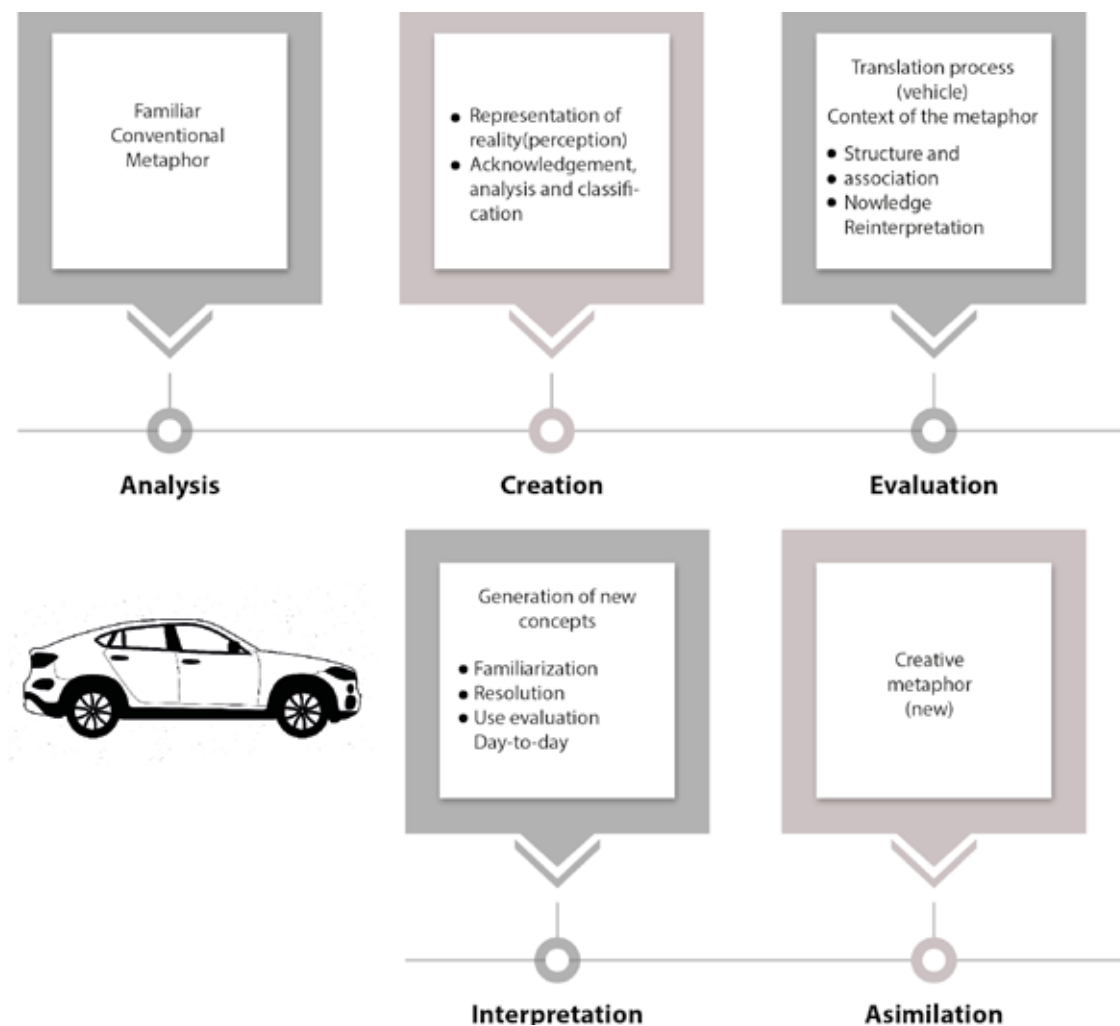 Familiar
Conventional
Metaphor
Analysis
● Representation of
reality(perception)
● Acknowledgement,
analysis and classifi-
cation
Creation
Translation process
(vehicle)
Context of the metaphor
● Structure and
● association
● Nowledge
Reinterpretation
Evaluation
Generation of new
concepts
● Familiarization
● Resolution
● Use evaluation
Day-to-day
Interpretation
Creative
metaphor
(new)
Asimilation